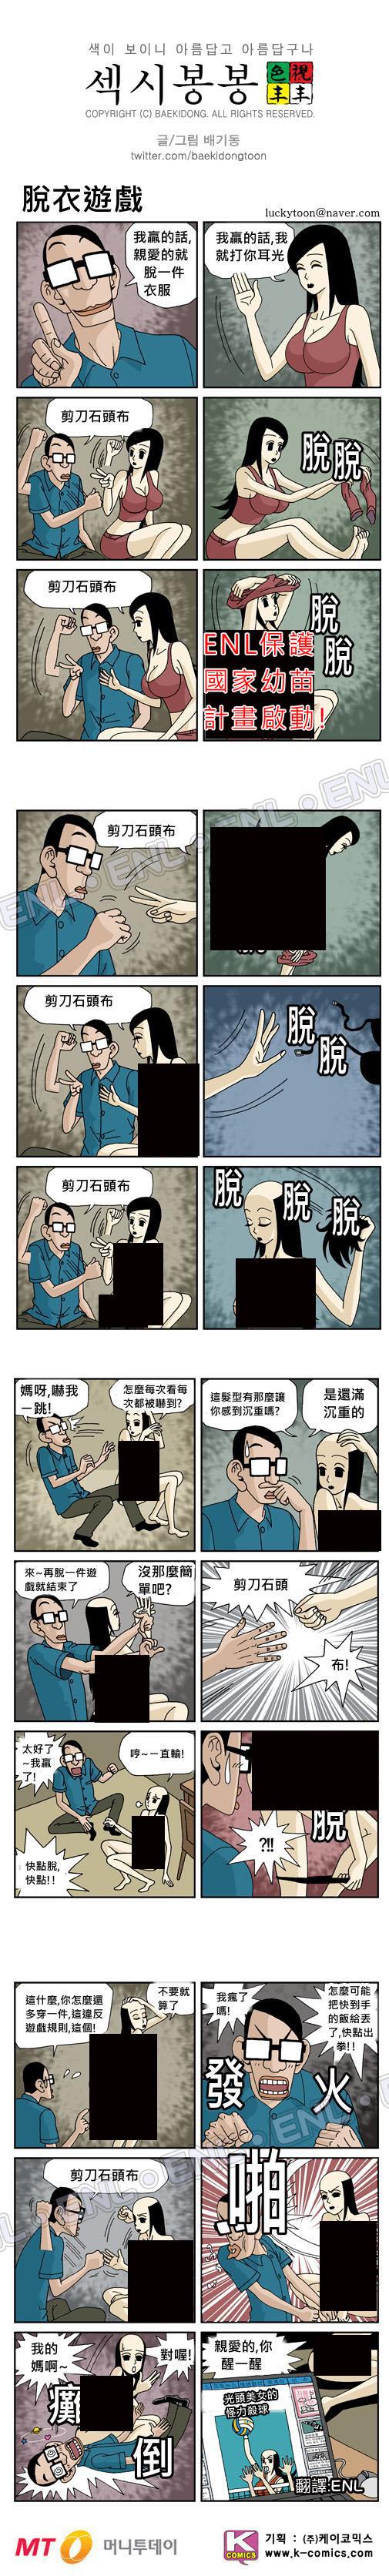 색이 보이니 아름답고 아름답구나
섹시봉봉
色視
丰丰
COPYRIGHT (C) BAEKIDONG. ALL RIGHTS RESERVED.
글/그림 배기동
twitter.com/baekidongtoon
脫衣遊戲
luckytoon@naver.com
我贏的話,
親愛的就
脫一件
衣服
我贏的話,我
就打你耳光
剪刀石頭布
脫
脫
剪刀石頭布
脫
脫
ENL保護
國家幼苗
計畫啟動!
ENL
剪刀石頭布
剪刀石頭布
脫
脫
剪刀石頭布
脫
脫
脫
媽呀,嚇我
一跳!
怎麼每次看每
次都被嚇到?
這髮型有那麼讓
你感到沉重嗎?
是還滿
沉重的
來~再脫一件遊
戲就結束了
沒那麼簡
單吧?
剪刀石頭
布!
太好了
~我贏
了!
哼~一直輸!
快點脫,
快點!!
脫
?!!
這什麼,你怎麼還
多穿一件,這違反
遊戲規則,這個!
不要就
算了
我瘋了
嗎!
怎麼可能
把快到手
的飯給丟
了,快點出
拳!!
發
火
剪刀石頭布
啪
我的
媽啊~
對喔!
癱
倒
親愛的,你
醒一醒
光頭美女的
怪力殺球
翻譯:ENL
MT 머니투데이
K COMICS
기획 : (주)케이코믹스
www.k-comics.com